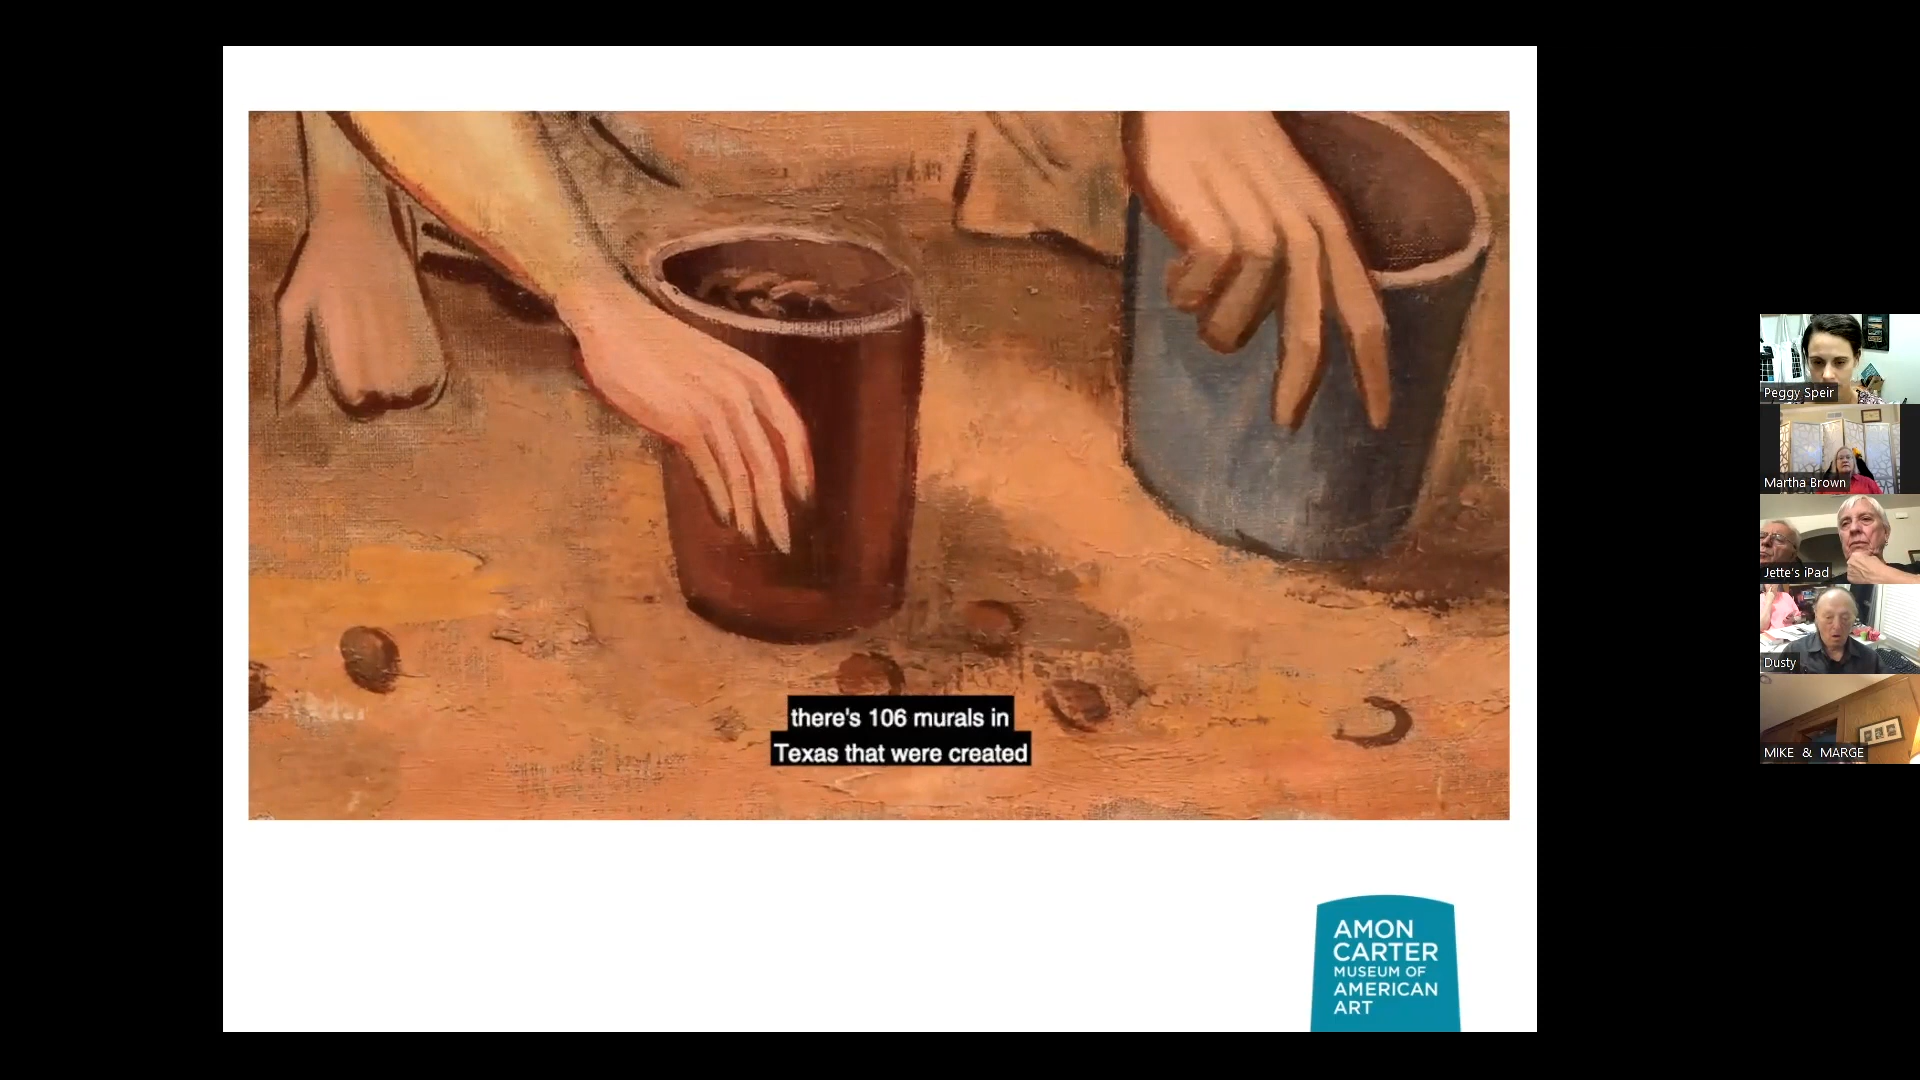 there's 106 murals in
Texas that were created
AMON
CARTER
MUSEUM OF
AMERICAN
ART
Peggy Speir
Martha Brown
Jette's iPad
Dusty
MIKE & MARGE